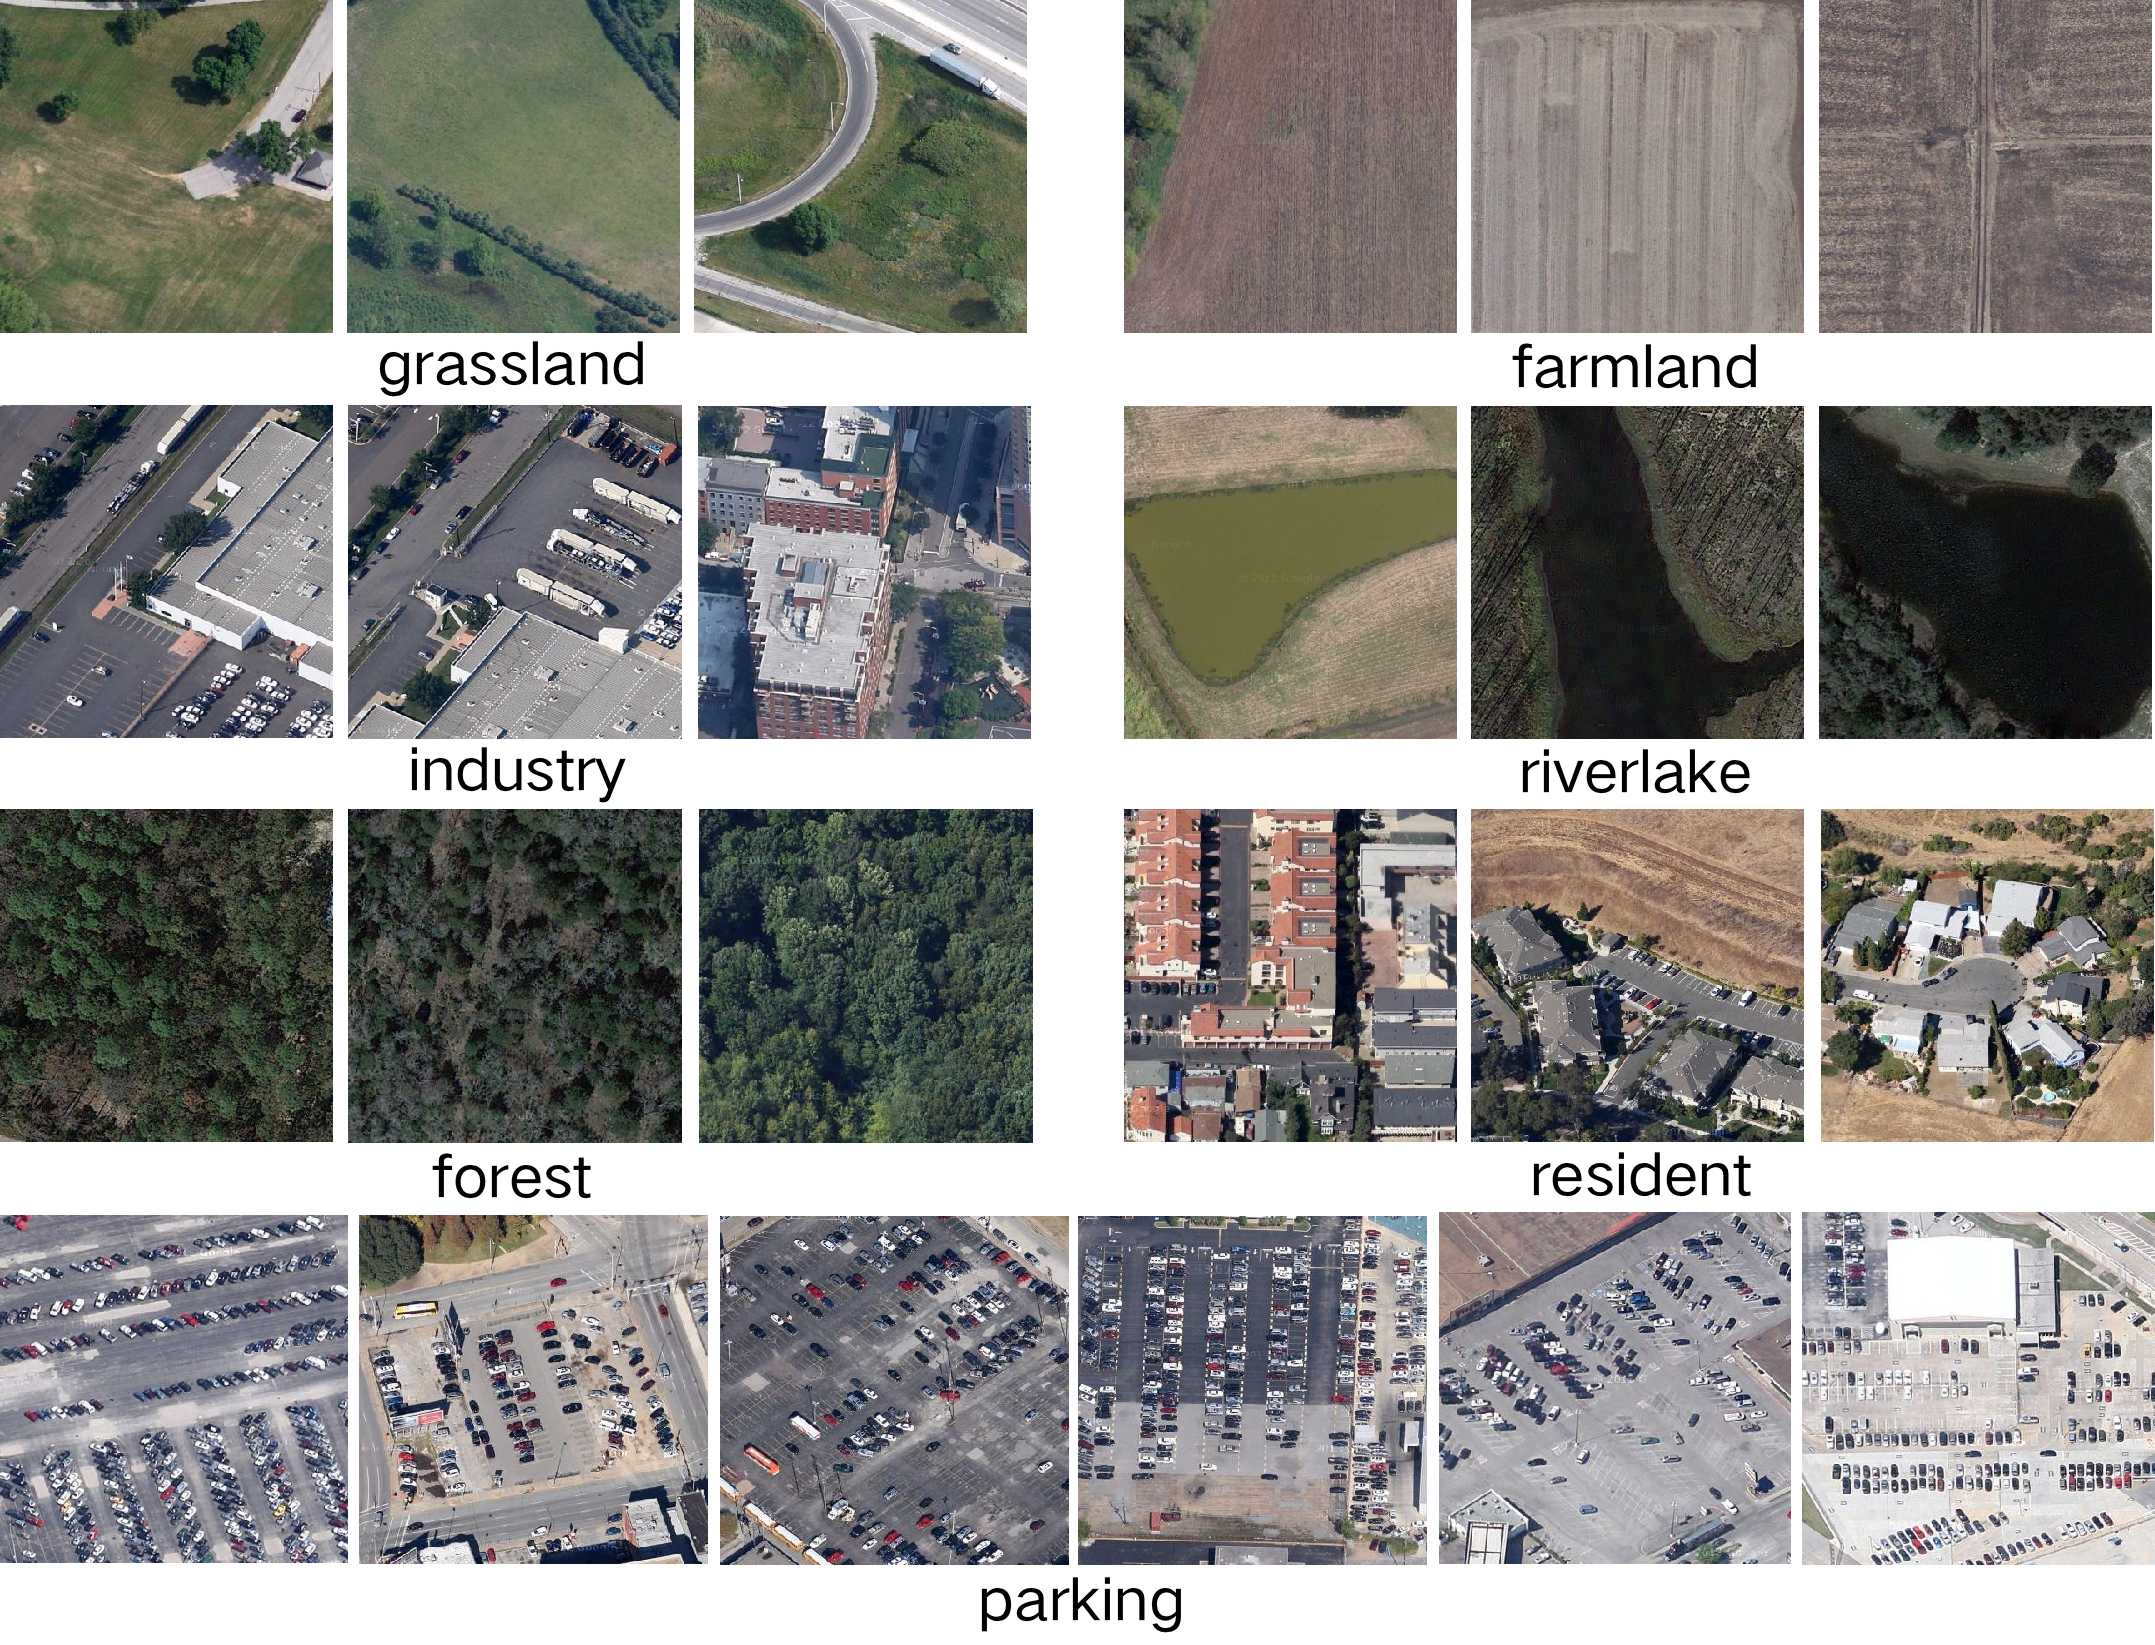 grassland
farmland
industry
riverlake
forest
resident
parking